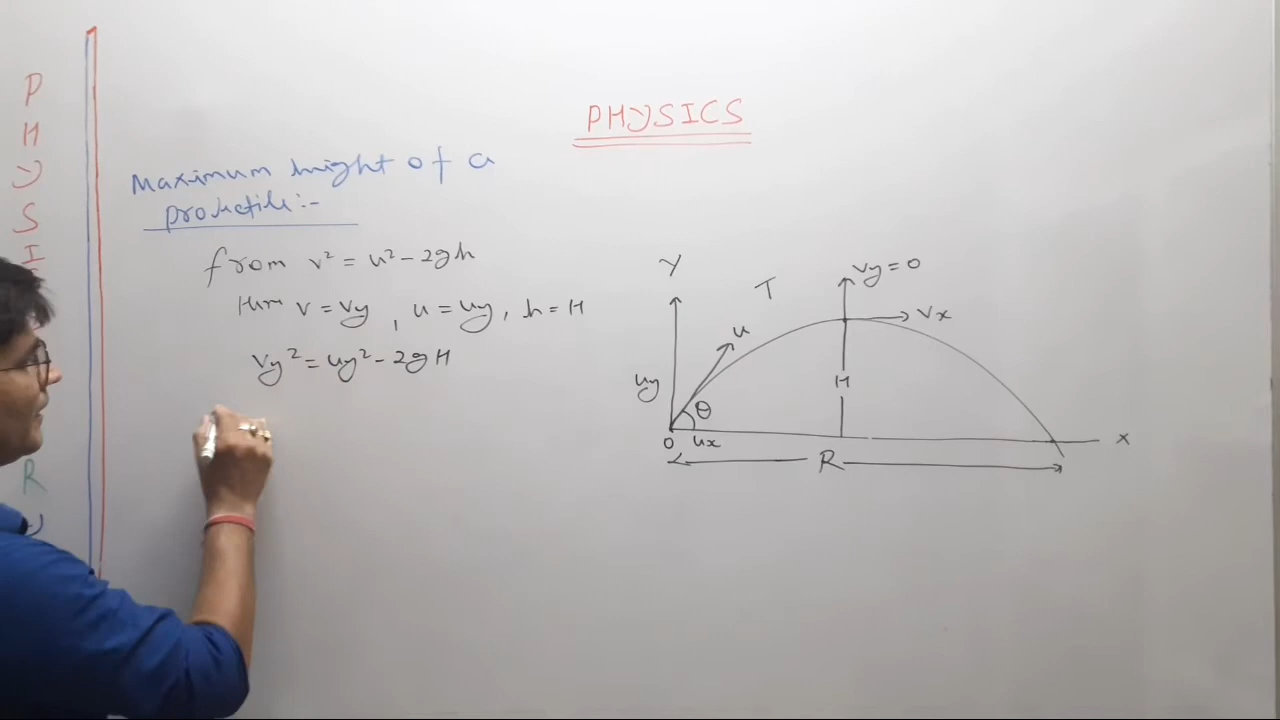 PHYSICS
P
H
Y
S
I
R
Maximum height of a
projectile:-
from v² = u² - 2gh
Here v = vy , u = uy , h = H
vy² = uy² - 2gH
Y
T
vy = 0
vx
u
uy
θ
H
O
ux
X
R